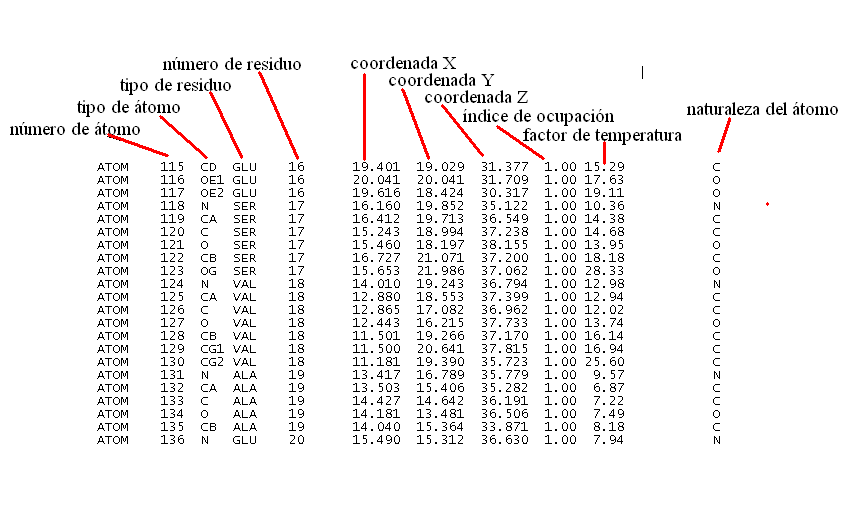 número de residuo
coordenada X
tipo de residuo
coordenada Y
tipo de átomo
coordenada Z
naturaleza del átomo
número de átomo
índice de ocupación
factor de temperatura
ATOM 115 CD GLU 16 19.401 19.029 31.377 1.00 15.29 C
ATOM 116 OE1 GLU 16 20.041 20.041 31.709 1.00 17.63 O
ATOM 117 OE2 GLU 16 19.616 18.424 30.317 1.00 19.11 O
ATOM 118 N SER 17 16.160 19.852 35.122 1.00 10.36 N
ATOM 119 CA SER 17 16.412 19.713 36.549 1.00 14.38 C
ATOM 120 C SER 17 15.243 18.994 37.238 1.00 14.68 C
ATOM 121 O SER 17 15.460 18.197 38.155 1.00 13.95 O
ATOM 122 CB SER 17 16.727 21.071 37.200 1.00 18.18 C
ATOM 123 OG SER 17 15.653 21.986 37.062 1.00 28.33 O
ATOM 124 N VAL 18 14.010 19.243 36.794 1.00 12.98 N
ATOM 125 CA VAL 18 12.880 18.553 37.399 1.00 12.94 C
ATOM 126 C VAL 18 12.865 17.082 36.962 1.00 12.02 C
ATOM 127 O VAL 18 12.443 16.215 37.733 1.00 13.74 O
ATOM 128 CB VAL 18 11.501 19.266 37.170 1.00 16.14 C
ATOM 129 CG1 VAL 18 11.500 20.641 37.815 1.00 16.94 C
ATOM 130 CG2 VAL 18 11.181 19.390 35.723 1.00 25.60 C
ATOM 131 N ALA 19 13.417 16.789 35.779 1.00 9.57 N
ATOM 132 CA ALA 19 13.503 15.406 35.282 1.00 6.87 C
ATOM 133 C ALA 19 14.427 14.642 36.191 1.00 7.22 C
ATOM 134 O ALA 19 14.181 13.481 36.506 1.00 7.49 O
ATOM 135 CB ALA 19 14.040 15.364 33.871 1.00 8.18 C
ATOM 136 N GLU 20 15.490 15.312 36.630 1.00 7.94 N